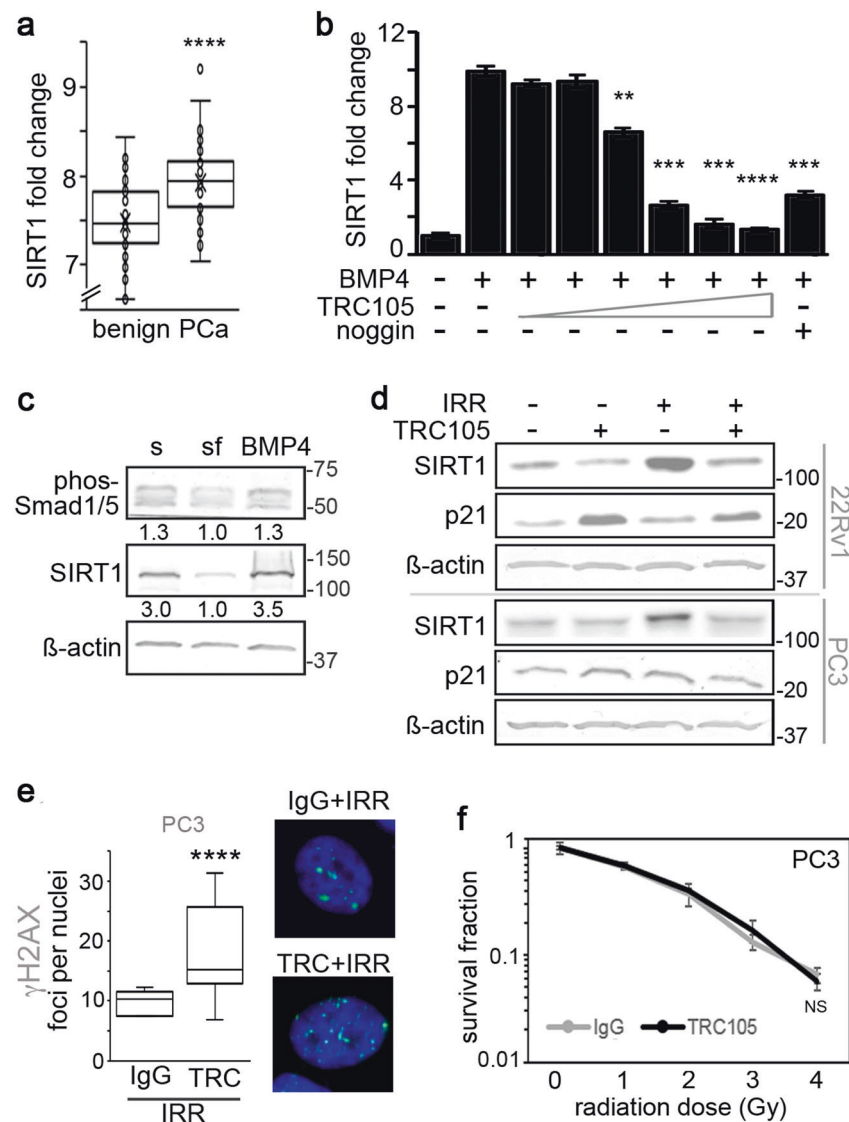 a
****
SIRT1 fold change
8
7
benign PCa
b
SIRT1 fold change
12
8
4
0
** *** *** **** ***
BMP4 - + + + + + + + +
TRC105 - - -
noggin - - - - - - - - +
c
s sf BMP4
phos-
Smad1/5
-75
-50
1.3 1.0 1.3
SIRT1
-150
-100
3.0 1.0 3.5
ß-actin
-37
d
IRR - - + +
TRC105 - + - +
SIRT1 -100
p21 -20
ß-actin -37
22Rv1
SIRT1 -100
p21 -20
ß-actin -37
PC3
e
PC3
****
γH2AX
foci per nuclei
30
20
10
0
IgG TRC
IRR
IgG+IRR
TRC+IRR
f
PC3
survival fraction
1
0.1
0.01
NS
IgG TRC105
0 1 2 3 4
radiation dose (Gy)